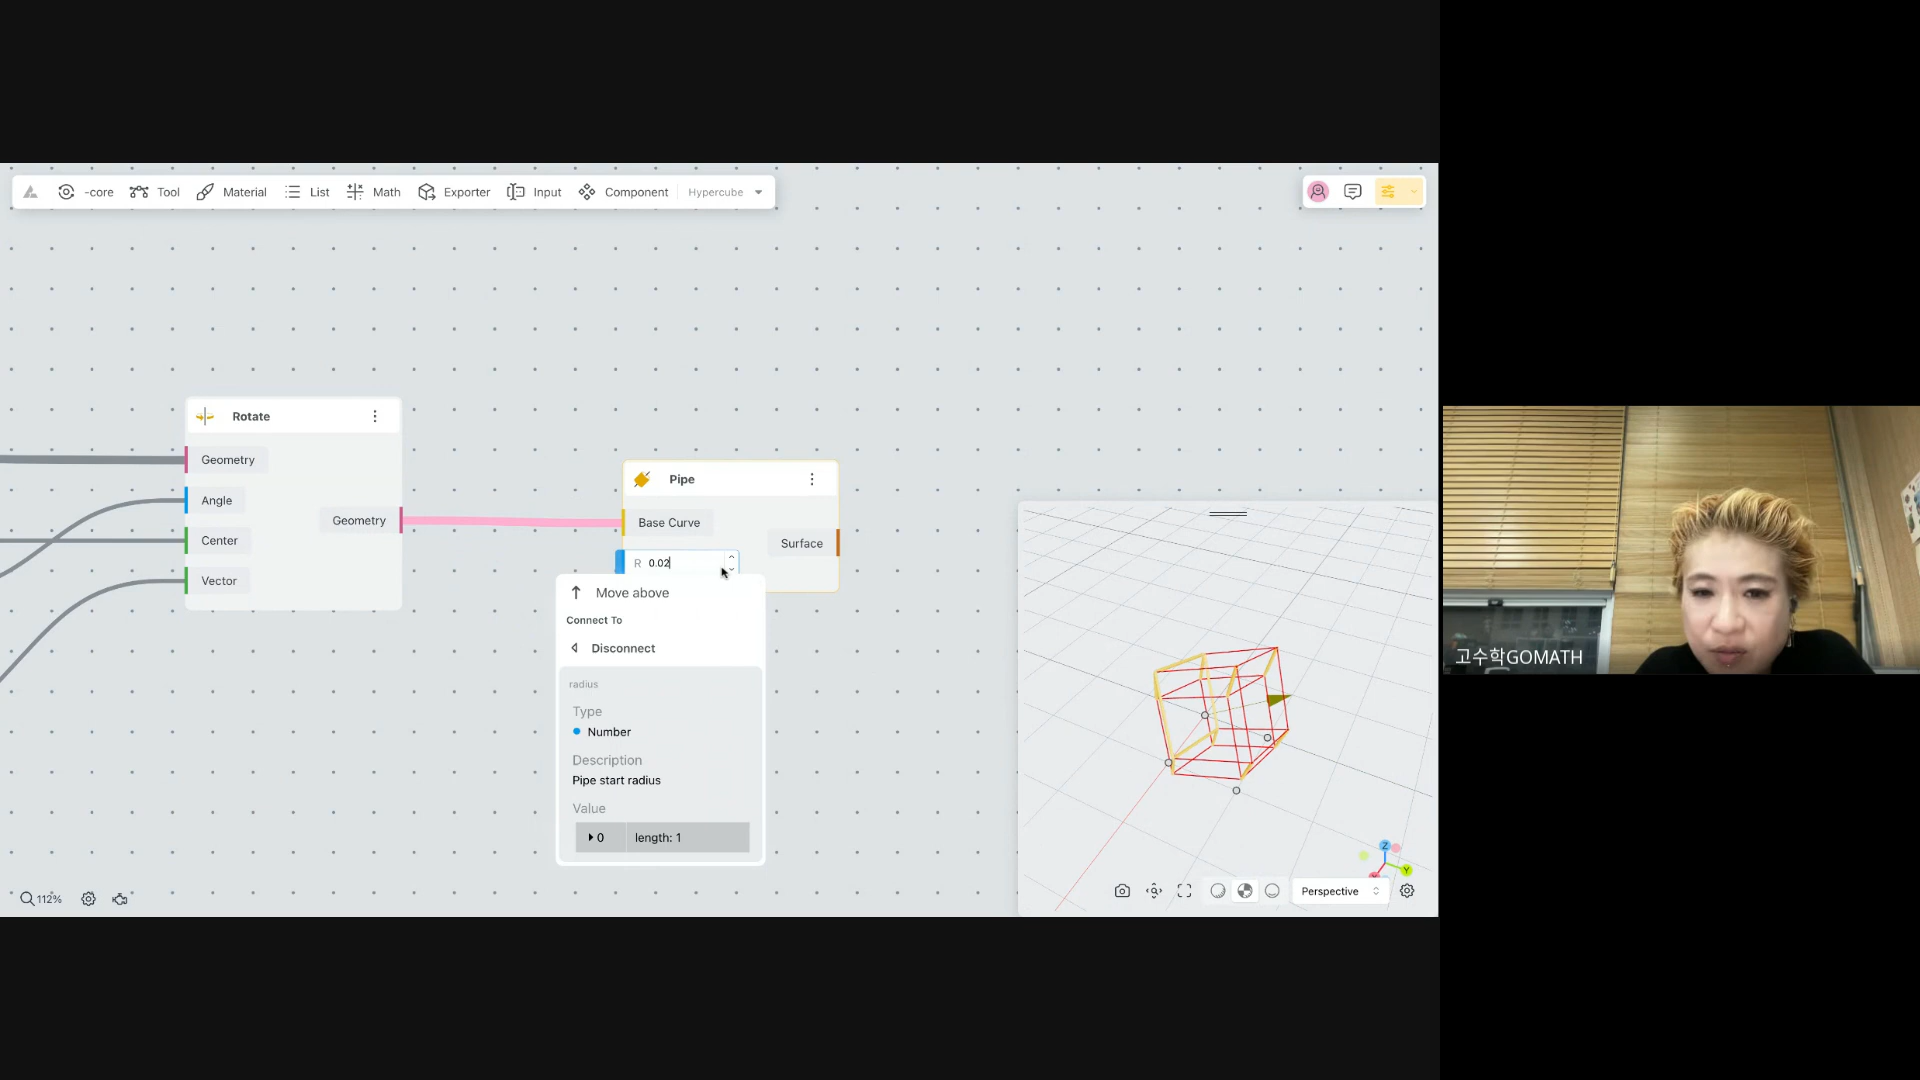 -core Tool Material List Math Exporter Input Component Hypercube
Rotate
Geometry
Angle
Center
Vector
Geometry
Pipe
Base Curve
R 0.02
Surface
Move above
Connect To
Disconnect
radius
Type
Number
Description
Pipe start radius
Value
0 length: 1
고수학GOMATH
Z
Y
112%
Perspective